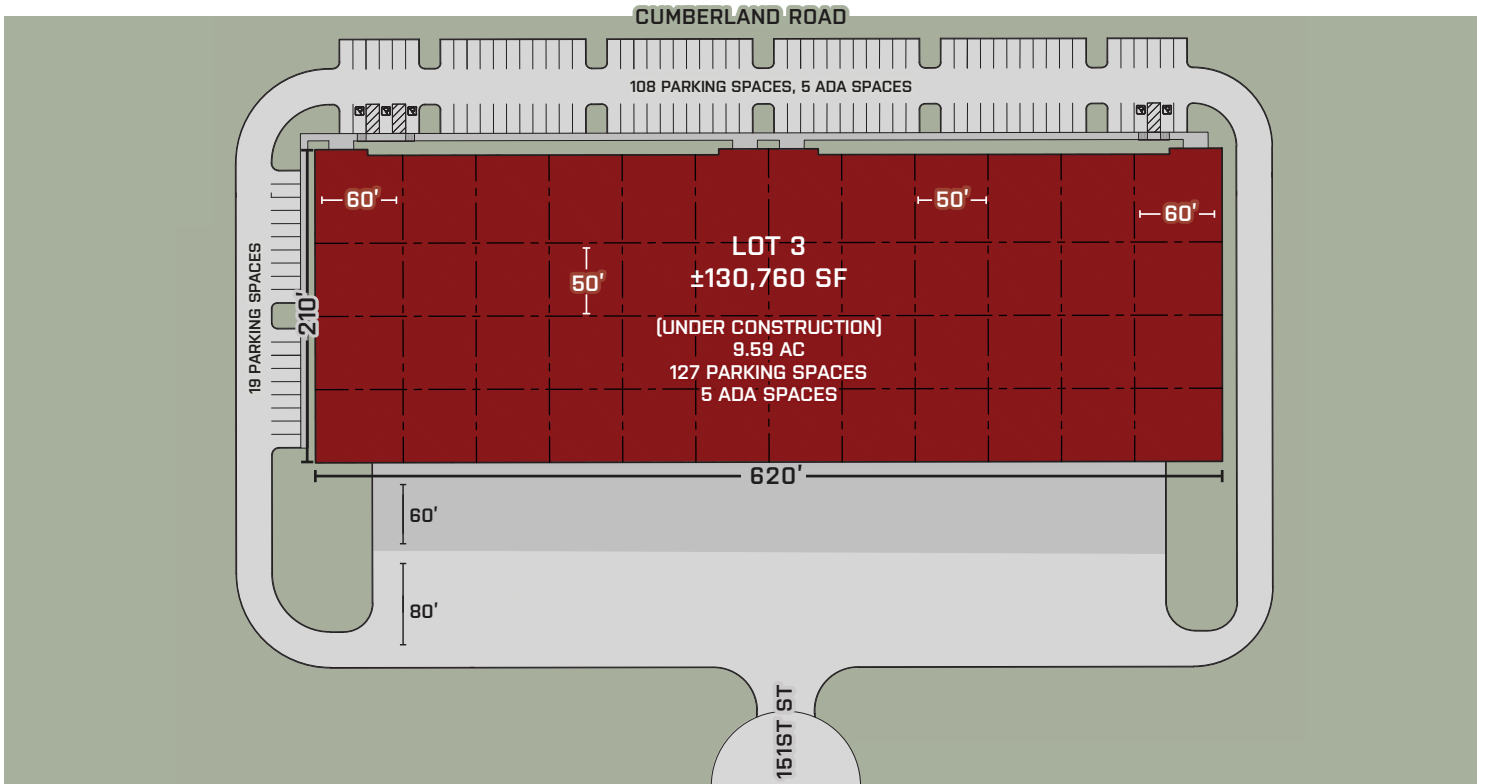 CUMBERLAND ROAD
108 PARKING SPACES, 5 ADA SPACES
60'
50'
60'
LOT 3
±130,760 SF
50'
(UNDER CONSTRUCTION)
9.59 AC
127 PARKING SPACES
5 ADA SPACES
19 PARKING SPACES
210'
620'
60'
80'
151ST ST